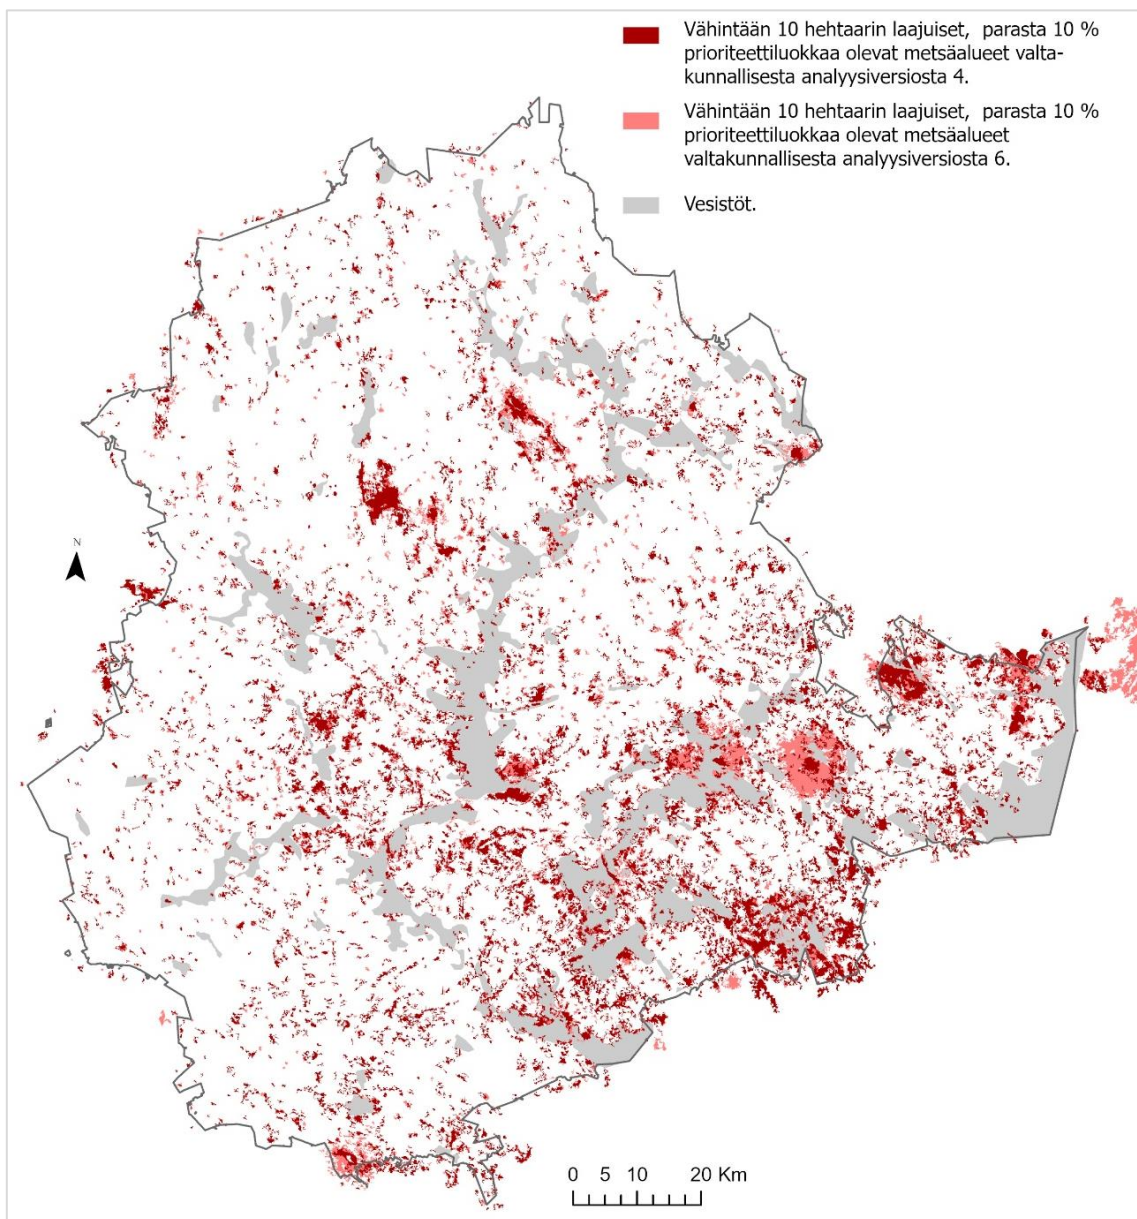 Vähintään 10 hehtaarin laajuiset, parasta 10 %
prioriteettiluokkaa olevat metsäalueet valta-
kunnallisesta analyysiversiosta 4.
Vähintään 10 hehtaarin laajuiset, parasta 10 %
prioriteettiluokkaa olevat metsäalueet
valtakunnallisesta analyysiversiosta 6.
Vesistöt.
N
0 5 10 20 Km